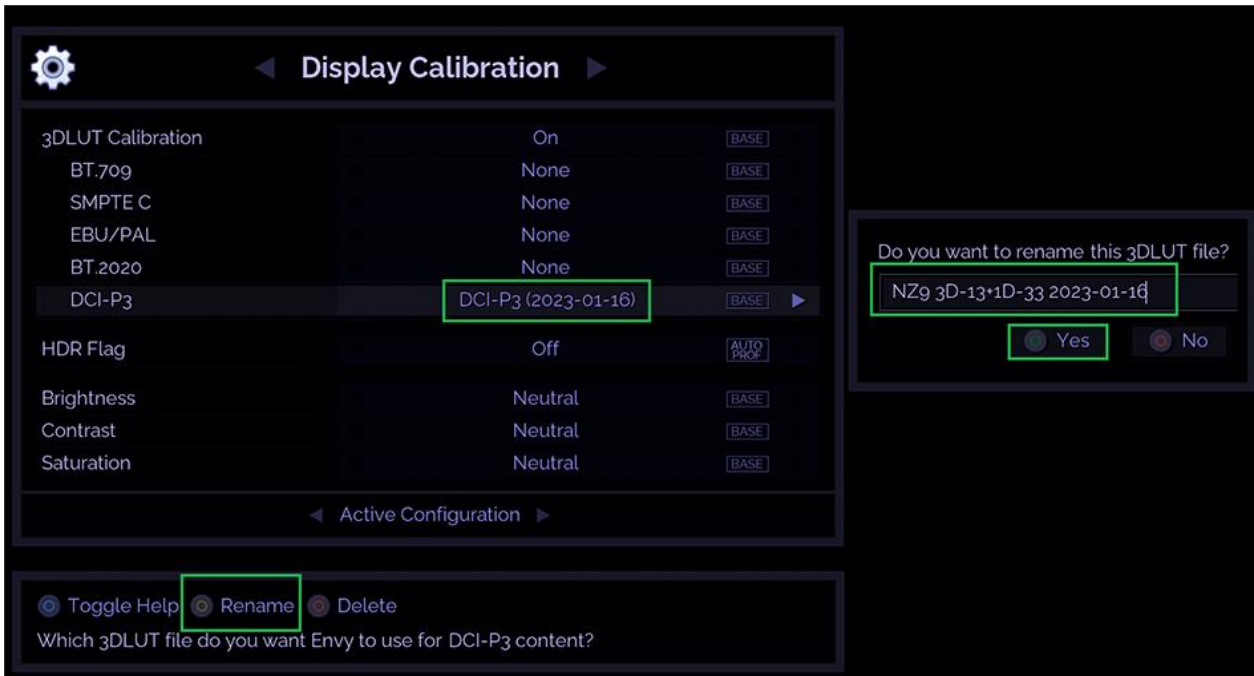 Display Calibration
3DLUT Calibration On BASE
BT.709 None BASE
SMPTE C None BASE
EBU/PAL None BASE
BT.2020 None BASE
DCI-P3 DCI-P3 (2023-01-16) BASE
HDR Flag Off AUTO PROF
Brightness Neutral BASE
Contrast Neutral BASE
Saturation Neutral BASE
Active Configuration
Do you want to rename this 3DLUT file?
NZ9 3D-13+1D-33 2023-01-16
Yes No
Toggle Help Rename Delete
Which 3DLUT file do you want Envy to use for DCI-P3 content?